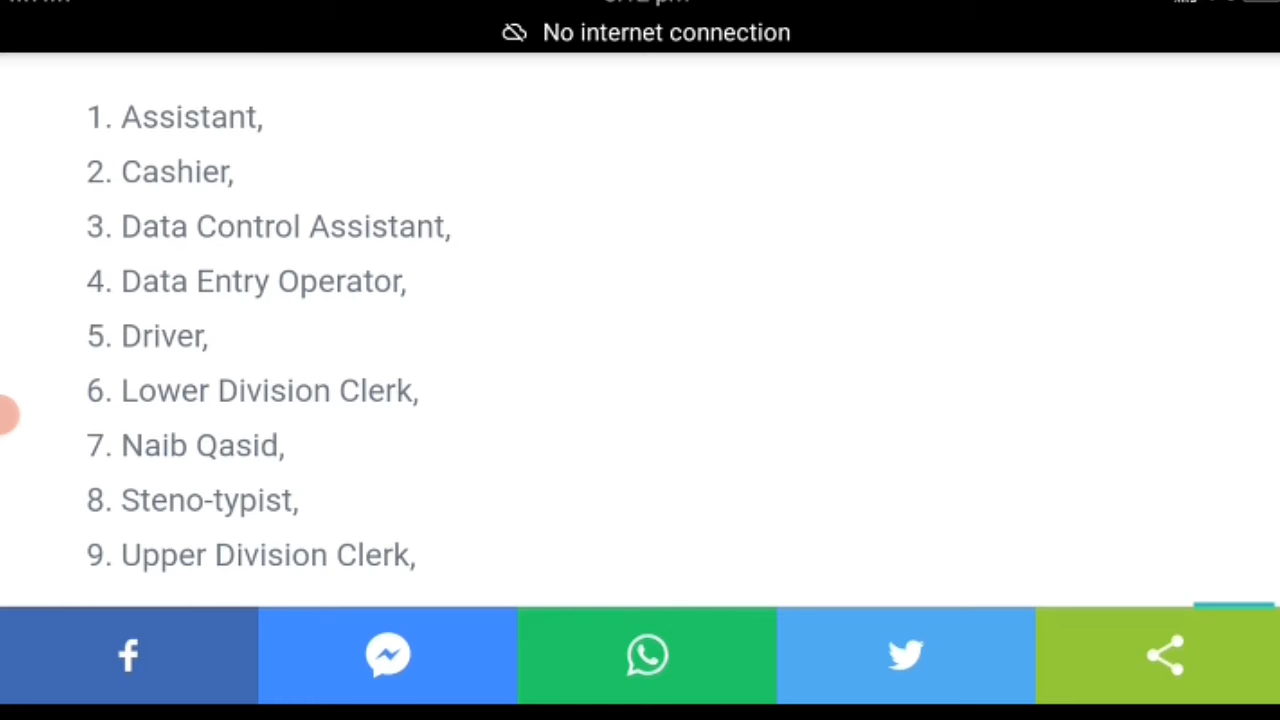 No internet connection
1. Assistant,
2. Cashier,
3. Data Control Assistant,
4. Data Entry Operator,
5. Driver,
6. Lower Division Clerk,
7. Naib Qasid,
8. Steno-typist,
9. Upper Division Clerk,